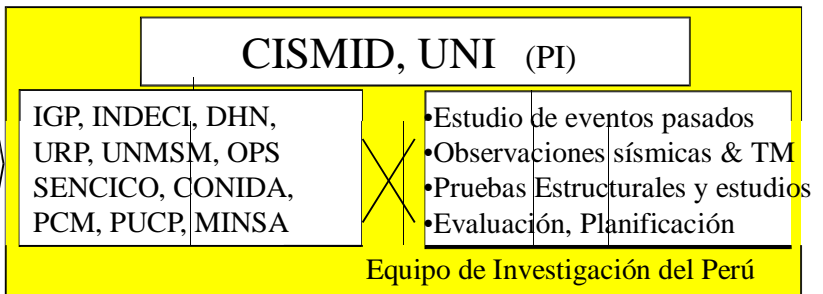 CISMID, UNI (PI)
IGP, INDECI, DHN,
URP, UNMSM, OPS
SENCICO, CONIDA,
PCM, PUCP, MINSA
•Estudio de eventos pasados
•Observaciones sísmicas & TM
•Pruebas Estructurales y estudios
•Evaluación, Planificación
Equipo de Investigación del Perú